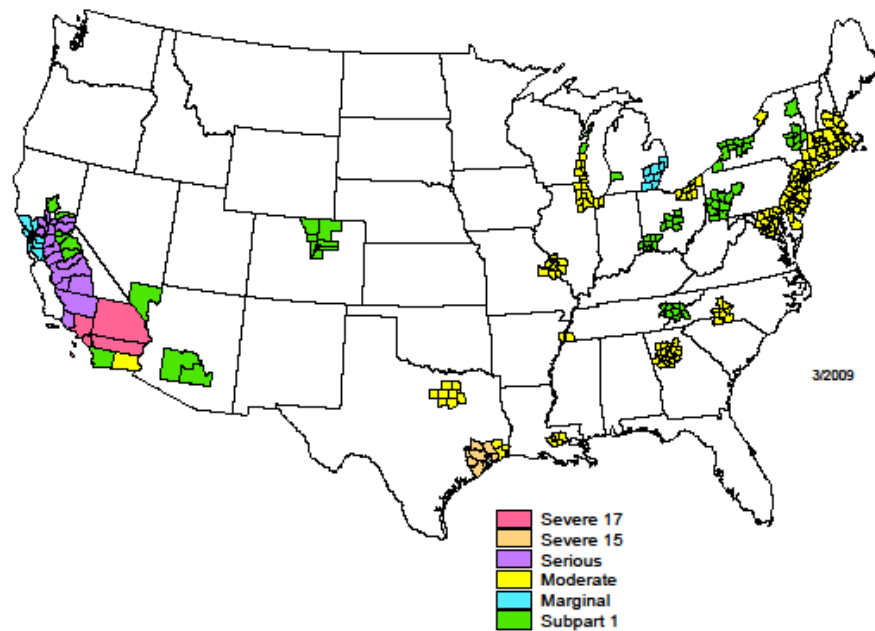 3/2009
Severe 17
Severe 15
Serious
Moderate
Marginal
Subpart 1